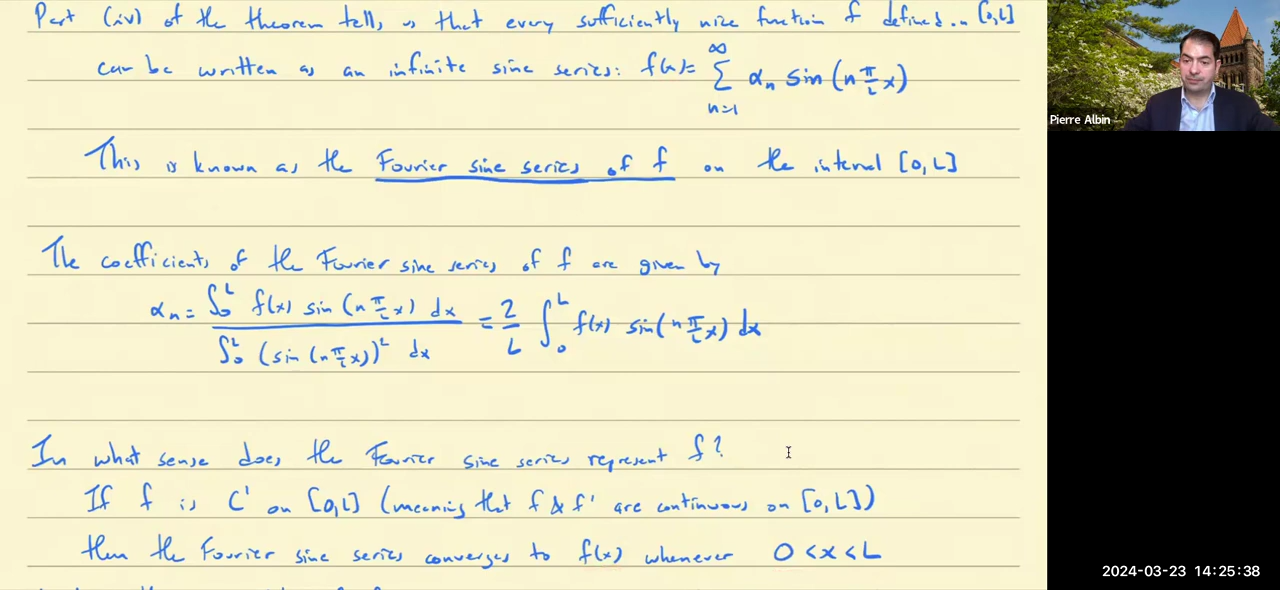 Part (iv) of the theorem tells us that every sufficiently nice function f defined on [0,L]
can be written as an infinite sine series: f(x) = ∑_{n=1}^{∞} α_n sin(n π/L x)
This is known as the Fourier sine series of f on the interval [0,L]
The coefficients of the Fourier sine series of f are given by
α_n = ∫_0^L f(x) sin(n π/L x) dx / ∫_0^L (sin(n π/L x))² dx = 2/L ∫_0^L f(x) sin(n π/L x) dx
In what sense does the Fourier sine series represent f?
If f is C' on [0,L] (meaning that f & f' are continuous on [0,L])
then the Fourier sine series converges to f(x) whenever 0 < x < L
Pierre Albin
2024-03-23 14:25:38